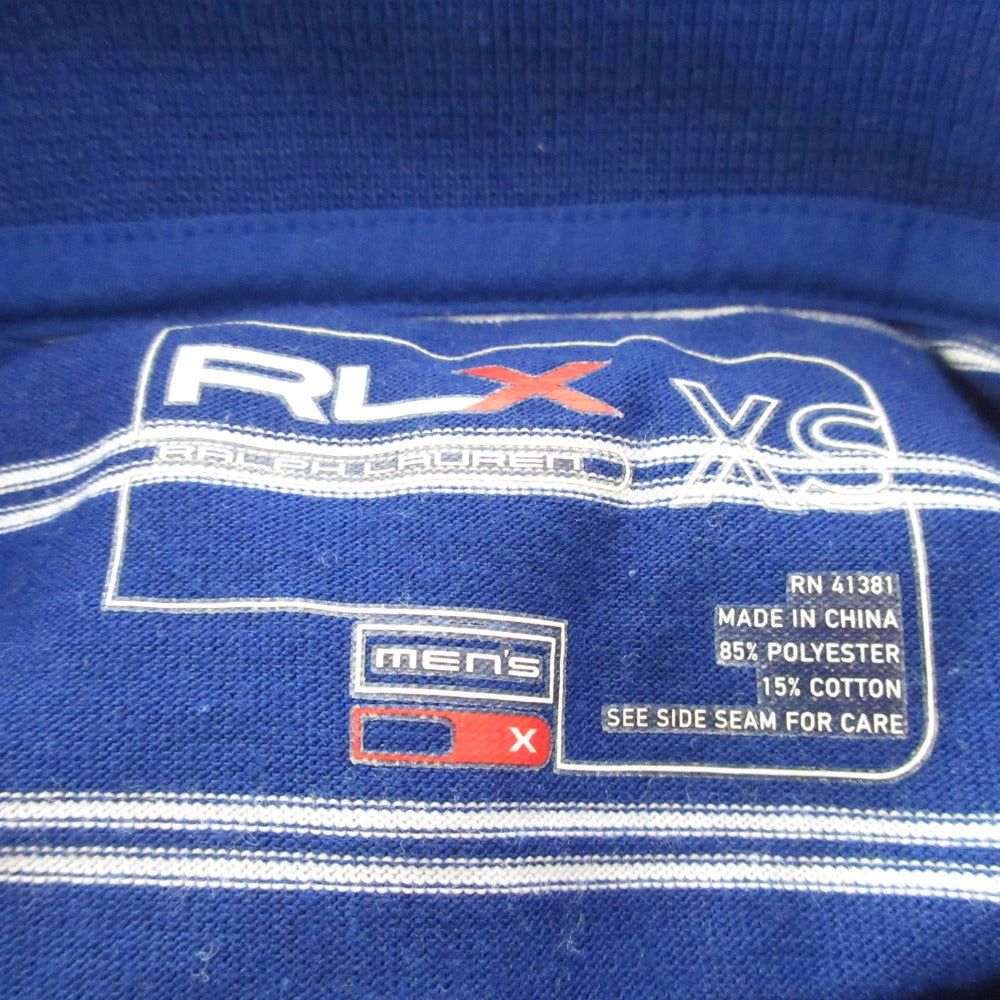 RLX
RALPH LAUREN
XS
RN 41381
MADE IN CHINA
85% POLYESTER
15% COTTON
SEE SIDE SEAM FOR CARE
men's
X